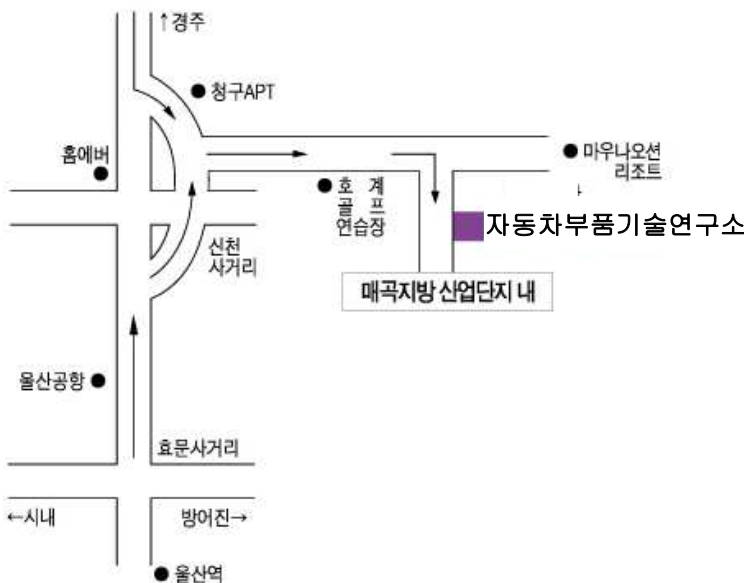 ↑경주
청구APT
홈에버
마우나오션
리조트
호 계
골 프
연습장
자동차부품기술연구소
신천
사거리
매곡지방 산업단지 내
울산공항
효문사거리
←시내
방어진→
울산역